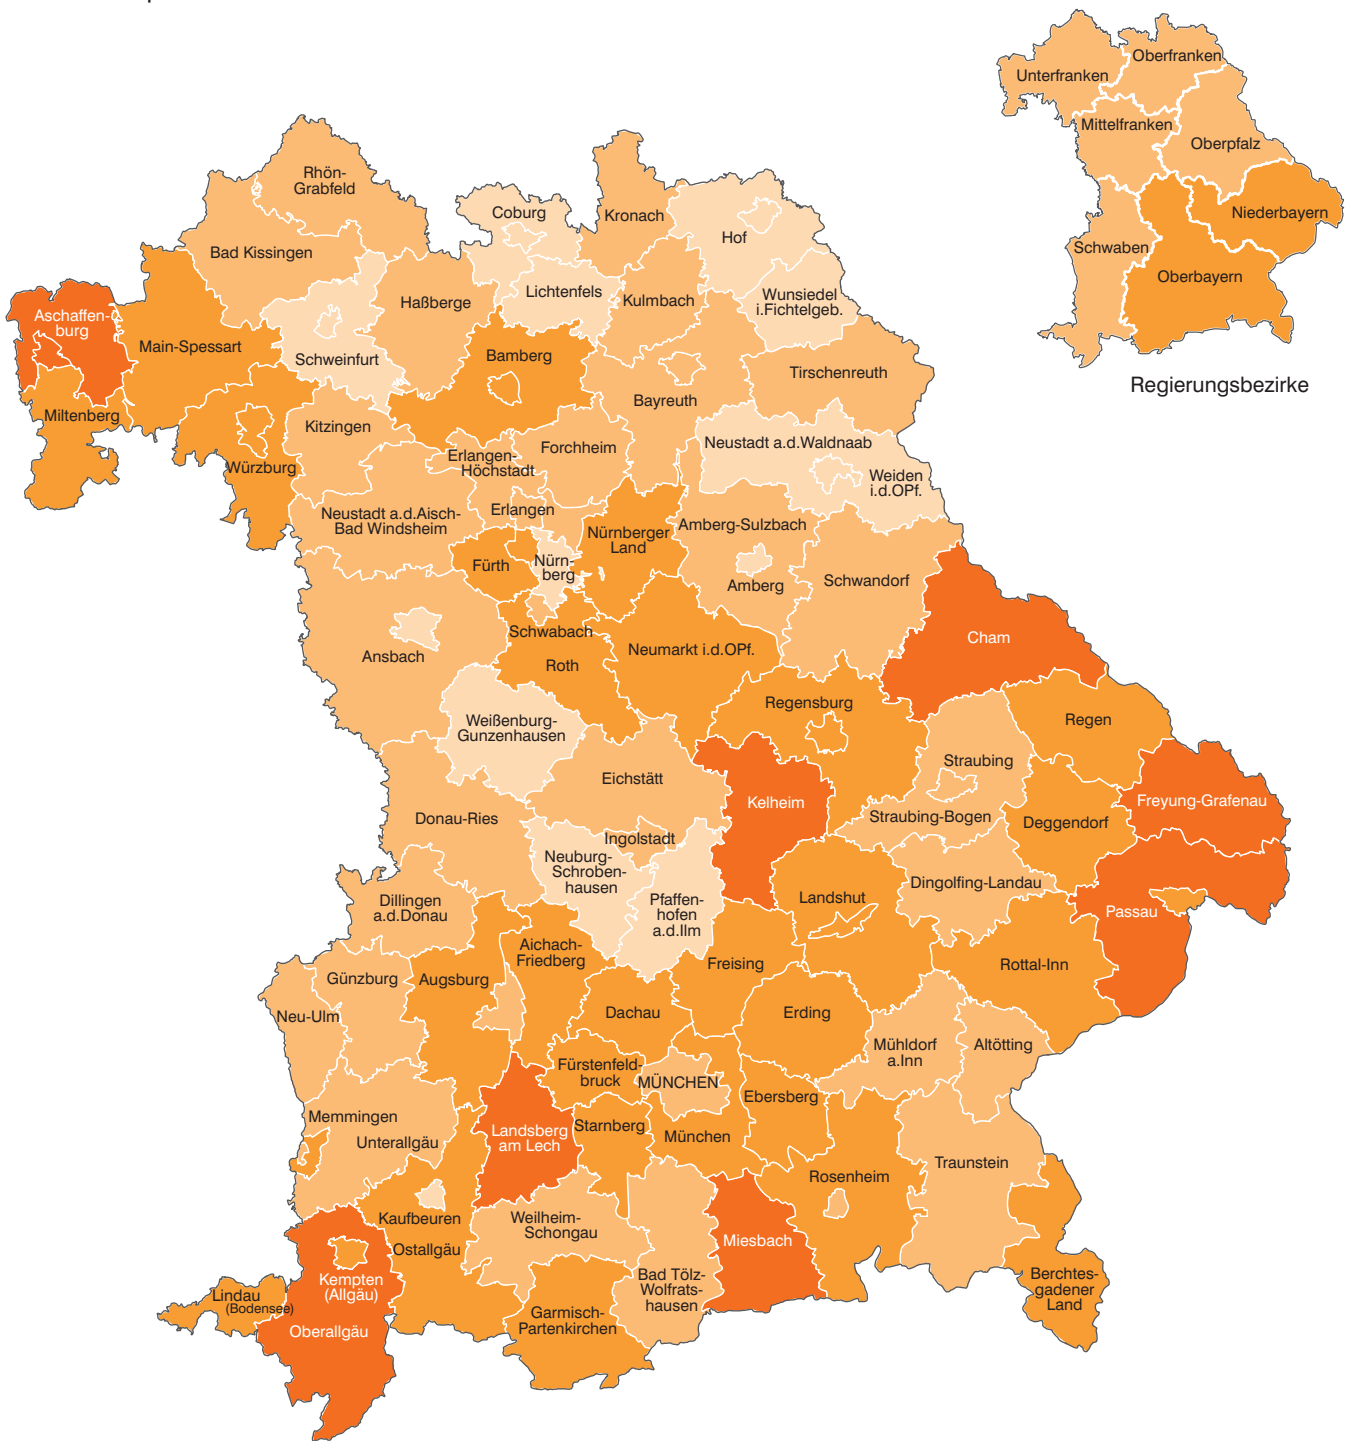 Oberfranken
Unterfranken
Mittelfranken
Oberpfalz
Niederbayern
Schwaben
Oberbayern
Regierungsbezirke
Rhön-
Grabfeld
Coburg
Kronach
Hof
Bad Kissingen
Lichtenfels
Kulmbach
Wunsiedel
i.Fichtelgeb.
Haßberge
Aschaffen-
burg
Main-Spessart
Schweinfurt
Bamberg
Tirschenreuth
Bayreuth
Miltenberg
Kitzingen
Würzburg
Erlangen-
Höchstadt
Forchheim
Neustadt a.d.Waldnaab
Weiden
i.d.OPf.
Neustadt a.d.Aisch-
Bad Windsheim
Erlangen
Nürnberger
Land
Amberg-Sulzbach
Fürth
Nürn-
berg
Amberg
Schwandorf
Schwabach
Roth
Neumarkt i.d.OPf.
Cham
Ansbach
Weißenburg-
Gunzenhausen
Regensburg
Regen
Eichstätt
Straubing
Kelheim
Freyung-Grafenau
Donau-Ries
Straubing-Bogen
Deggendorf
Ingolstadt
Neuburg-
Schroben-
hausen
Dillingen
a.d.Donau
Pfaffen-
hofen
a.d.Ilm
Landshut
Dingolfing-Landau
Passau
Aichach-
Friedberg
Günzburg
Augsburg
Freising
Rottal-Inn
Neu-Ulm
Dachau
Erding
Mühldorf
a.Inn
Altötting
Fürstenfeld-
bruck
MÜNCHEN
Ebersberg
Memmingen
Unterallgäu
Landsberg
am Lech
Starnberg
München
Rosenheim
Traunstein
Kaufbeuren
Ostallgäu
Weilheim-
Schongau
Miesbach
Kempten
(Allgäu)
Lindau
(Bodensee)
Oberallgäu
Bad Tölz-
Wolfrats-
hausen
Garmisch-
Partenkirchen
Berchtes-
gadener
Land